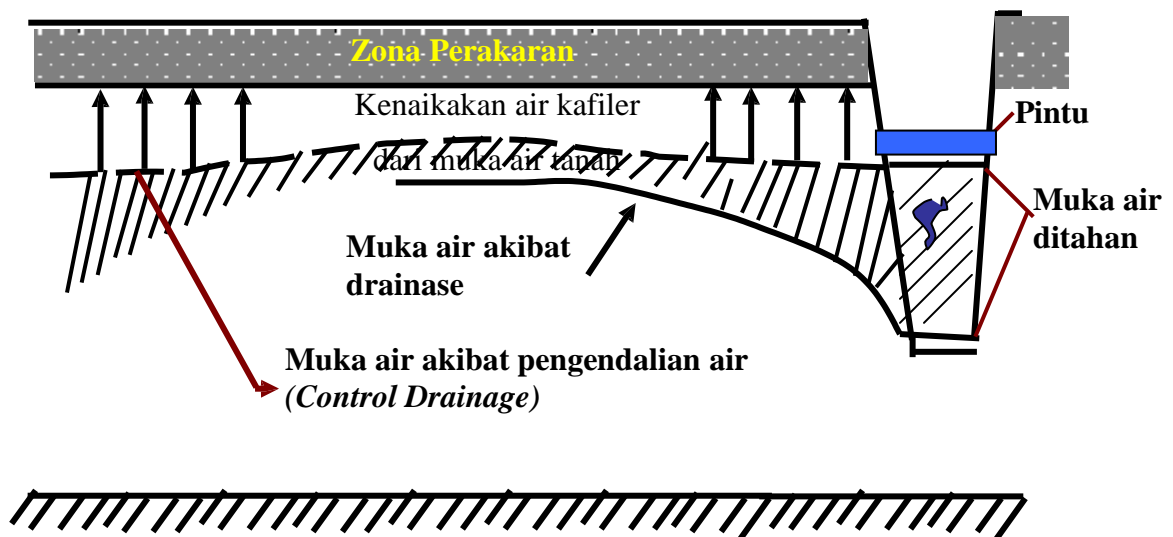 Zona Perakaran
Kenaikakan air kafiler
dari muka air tanah
Pintu
Muka air
ditahan
Muka air akibat
drainase
Muka air akibat pengendalian air
(Control Drainage)